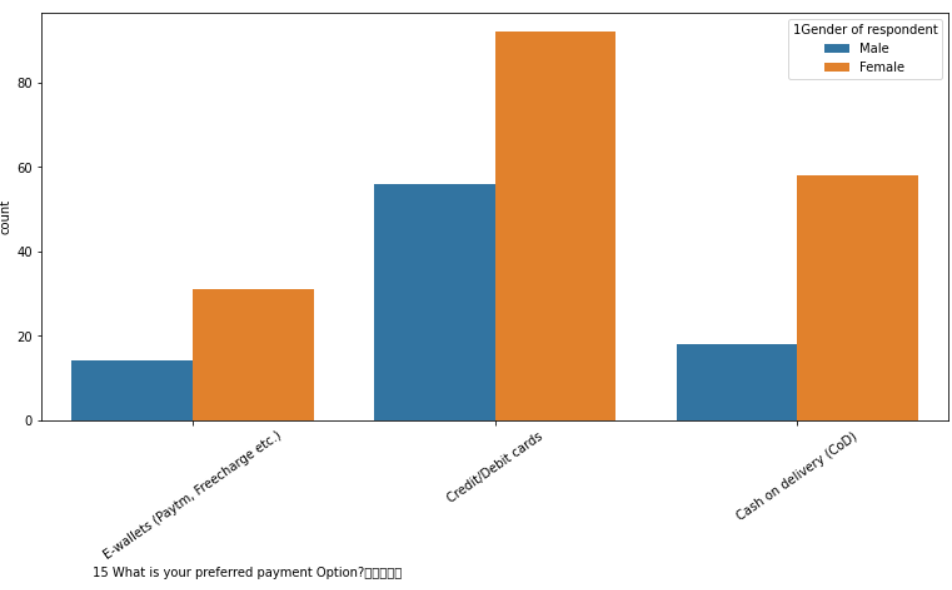 1Gender of respondent
Male
Female
80
60
40
20
0
count
E-wallets (Paytm, Freecharge etc.)
Credit/Debit cards
Cash on delivery (CoD)
15 What is your preferred payment Option?□□□□□